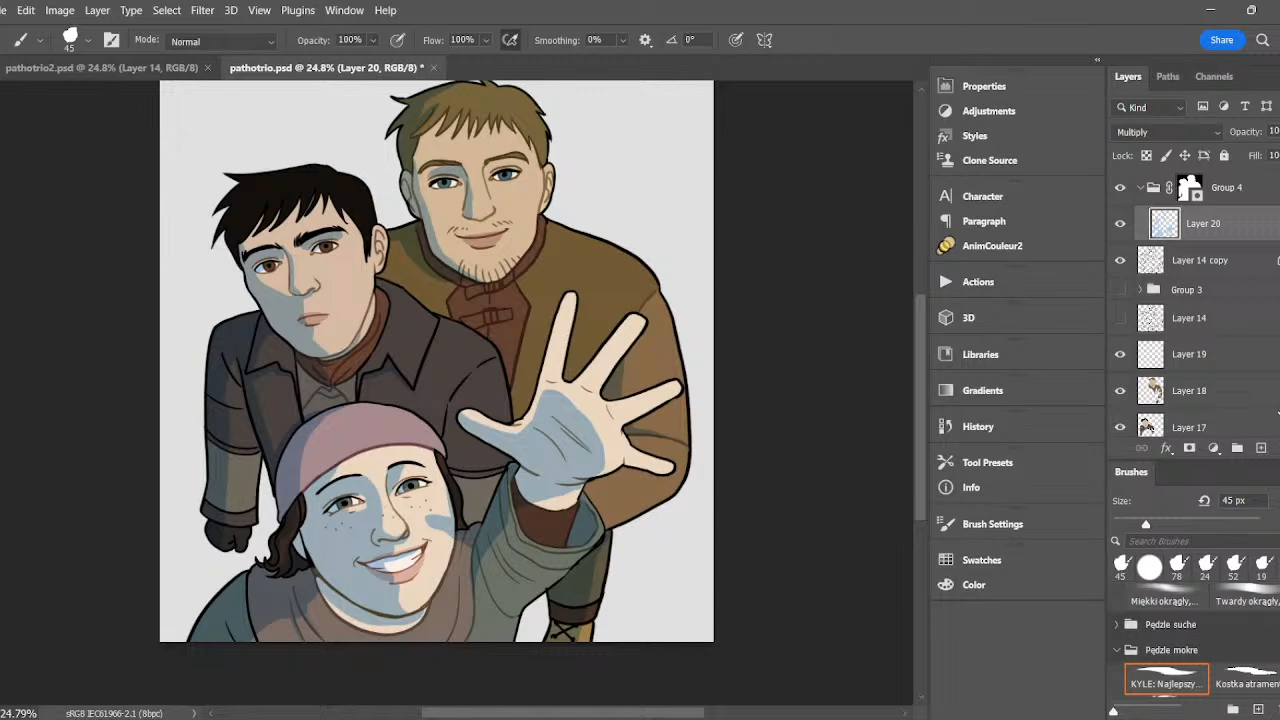 Edit Image Layer Type Select Filter 3D View Plugins Window Help
45 Mode: Normal Opacity: 100% Flow: 100% Smoothing: 0% 0° Share
pathotrio2.psd @ 24.8% (Layer 14, RGB/8) × pathotrio.psd @ 24.8% (Layer 20, RGB/8) * ×
Properties
Adjustments
Styles
Clone Source
Character
Paragraph
AnimCouleur2
Actions
3D
Libraries
Gradients
History
Tool Presets
Info
Brush Settings
Swatches
Color
Layers Paths Channels
Kind
Multiply Opacity: 10
Lock: Fill: 10
Group 4
Layer 20
Layer 14 copy
Group 3
Layer 14
Layer 19
Layer 18
Layer 17
fx
Brushes
Size: 45 px
Search Brushes
45 78 24 52 19
Miękki okrągły,... Twardy okrągły,
Pędzle suche
Pędzle mokre
KYLE: Najlepszy... Kostka atrament
24.79% sRGB IEC61966-2.1 (8bpc)